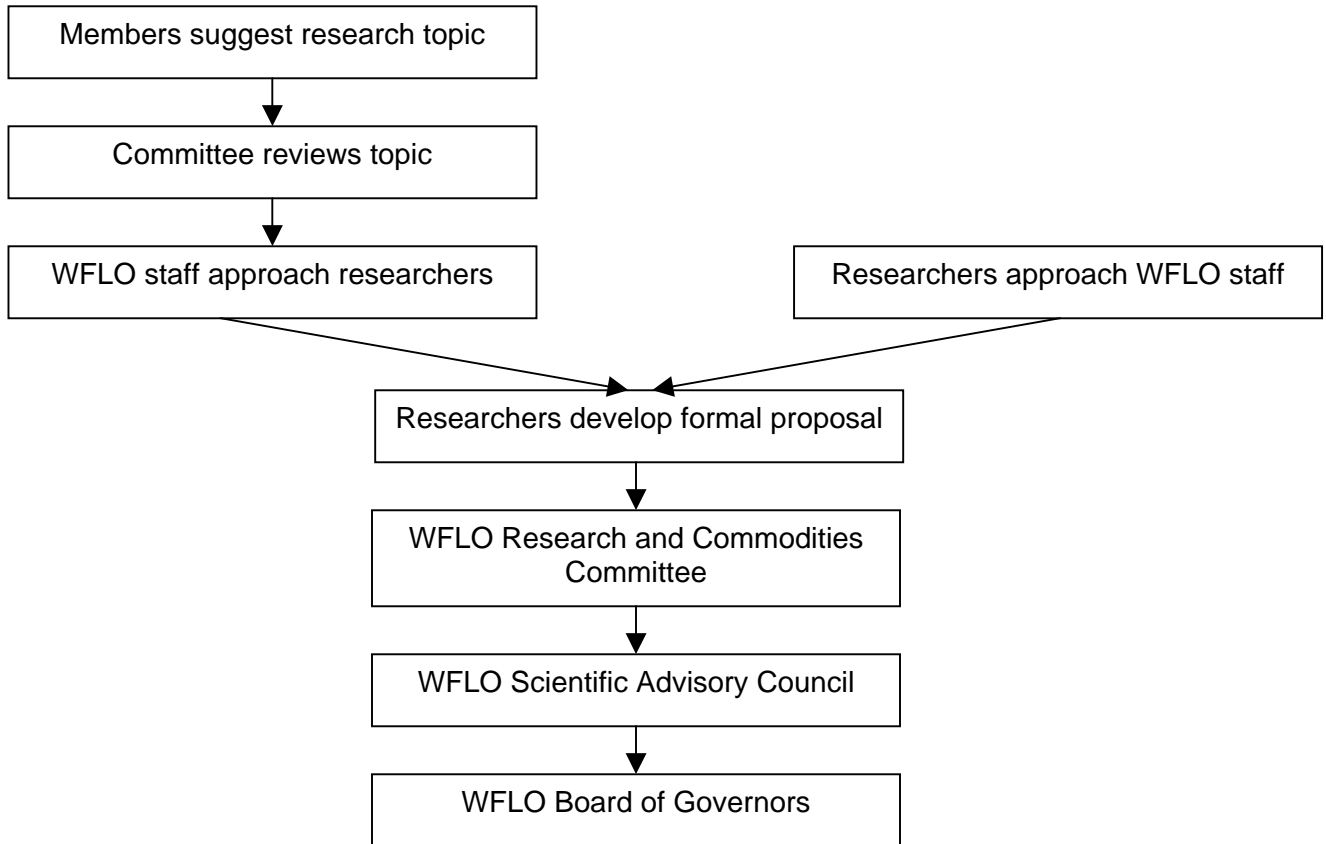 Members suggest research topic
Committee reviews topic
WFLO staff approach researchers
Researchers approach WFLO staff
Researchers develop formal proposal
WFLO Research and Commodities
Committee
WFLO Scientific Advisory Council
WFLO Board of Governors